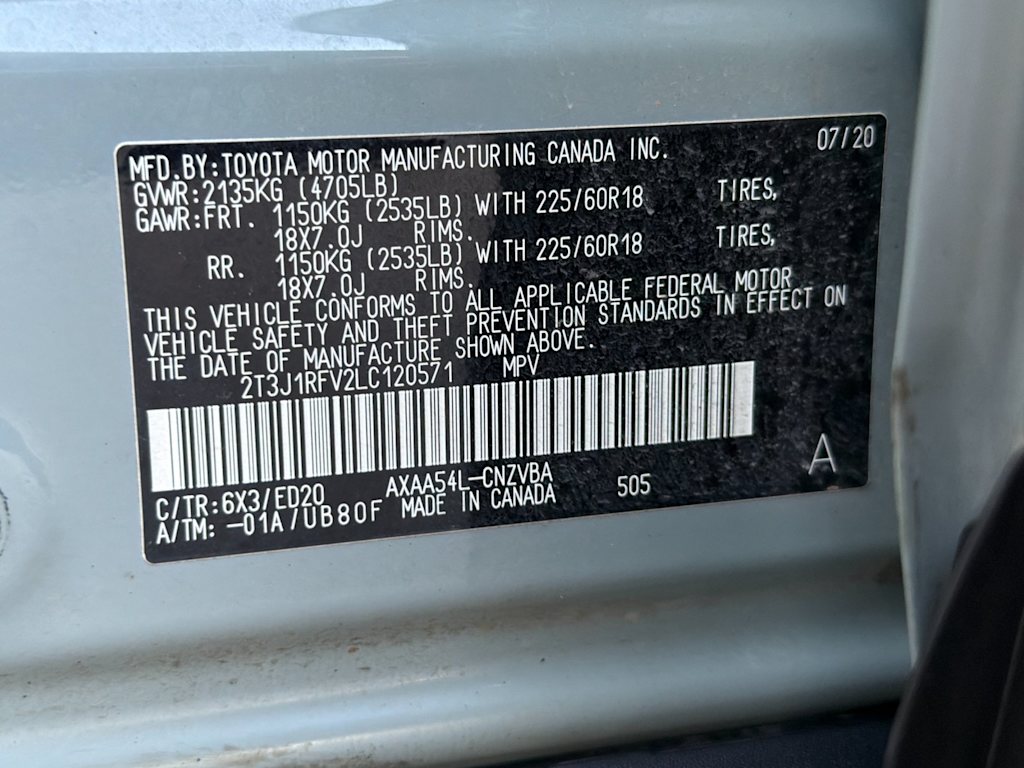 07/20
MFD.BY:TOYOTA MOTOR MANUFACTURING CANADA INC.
GVWR:2135KG (4705LB)
GAWR:FRT. 1150KG (2535LB) WITH 225/60R18 TIRES,
18X7.0J RIMS.
RR. 1150KG (2535LB) WITH 225/60R18 TIRES,
18X7.0J RIMS.
THIS VEHICLE CONFORMS TO ALL APPLICABLE FEDERAL MOTOR
VEHICLE SAFETY AND THEFT PREVENTION STANDARDS IN EFFECT ON
THE DATE OF MANUFACTURE SHOWN ABOVE.
2T3J1RFV2LC120571 MPV
A
C/TR:6X3/ED20 AXAA54L-CNZVBA 505
A/TM:-01A/UB80F MADE IN CANADA